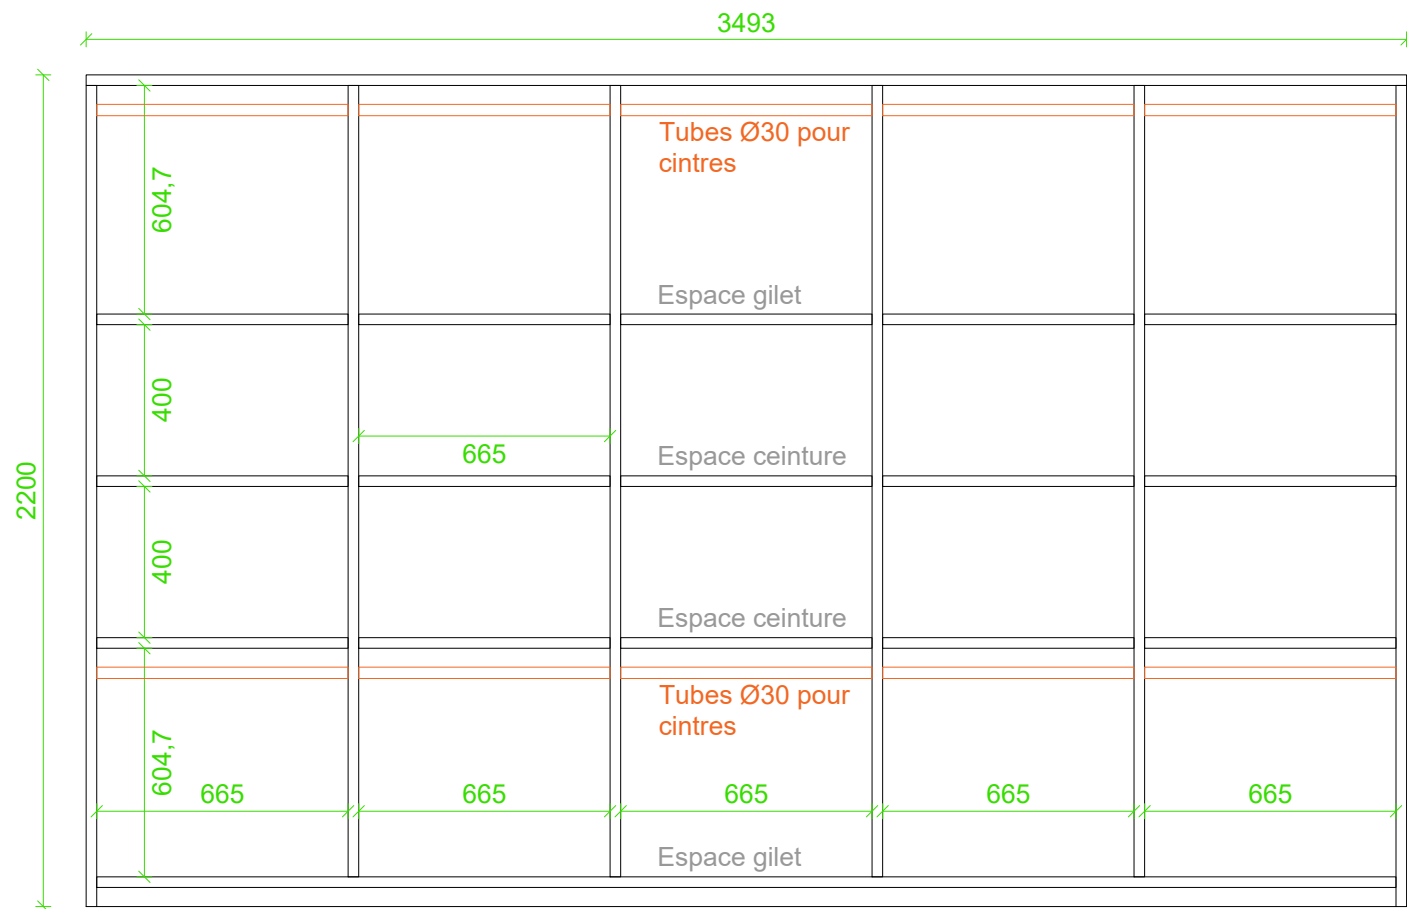 3493
Tubes Ø30 pour
cintres
604,7
Espace gilet
400
665
Espace ceinture
2200
400
Espace ceinture
Tubes Ø30 pour
cintres
604,7
665
665
665
665
665
Espace gilet